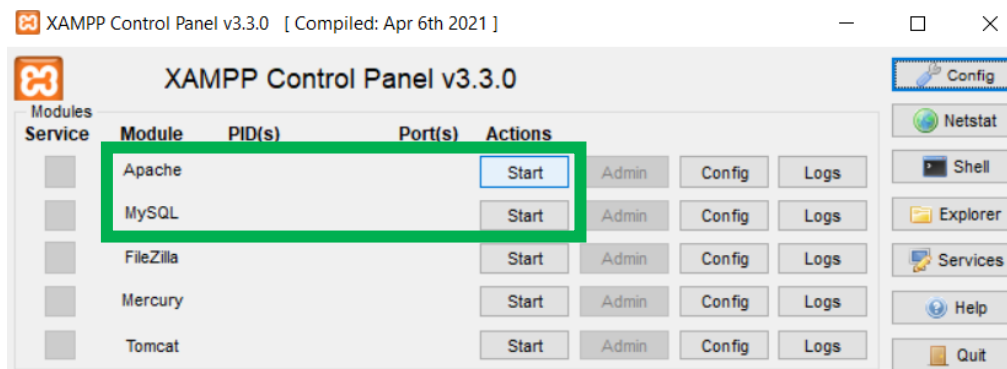 XAMPP Control Panel v3.3.0 [ Compiled: Apr 6th 2021 ]
XAMPP Control Panel v3.3.0
Config
Modules
Service Module PID(s) Port(s) Actions
Netstat
Apache Start Admin Config Logs
Shell
MySQL Start Admin Config Logs
Explorer
FileZilla Start Admin Config Logs
Services
Mercury Start Admin Config Logs
Help
Tomcat Start Admin Config Logs
Quit